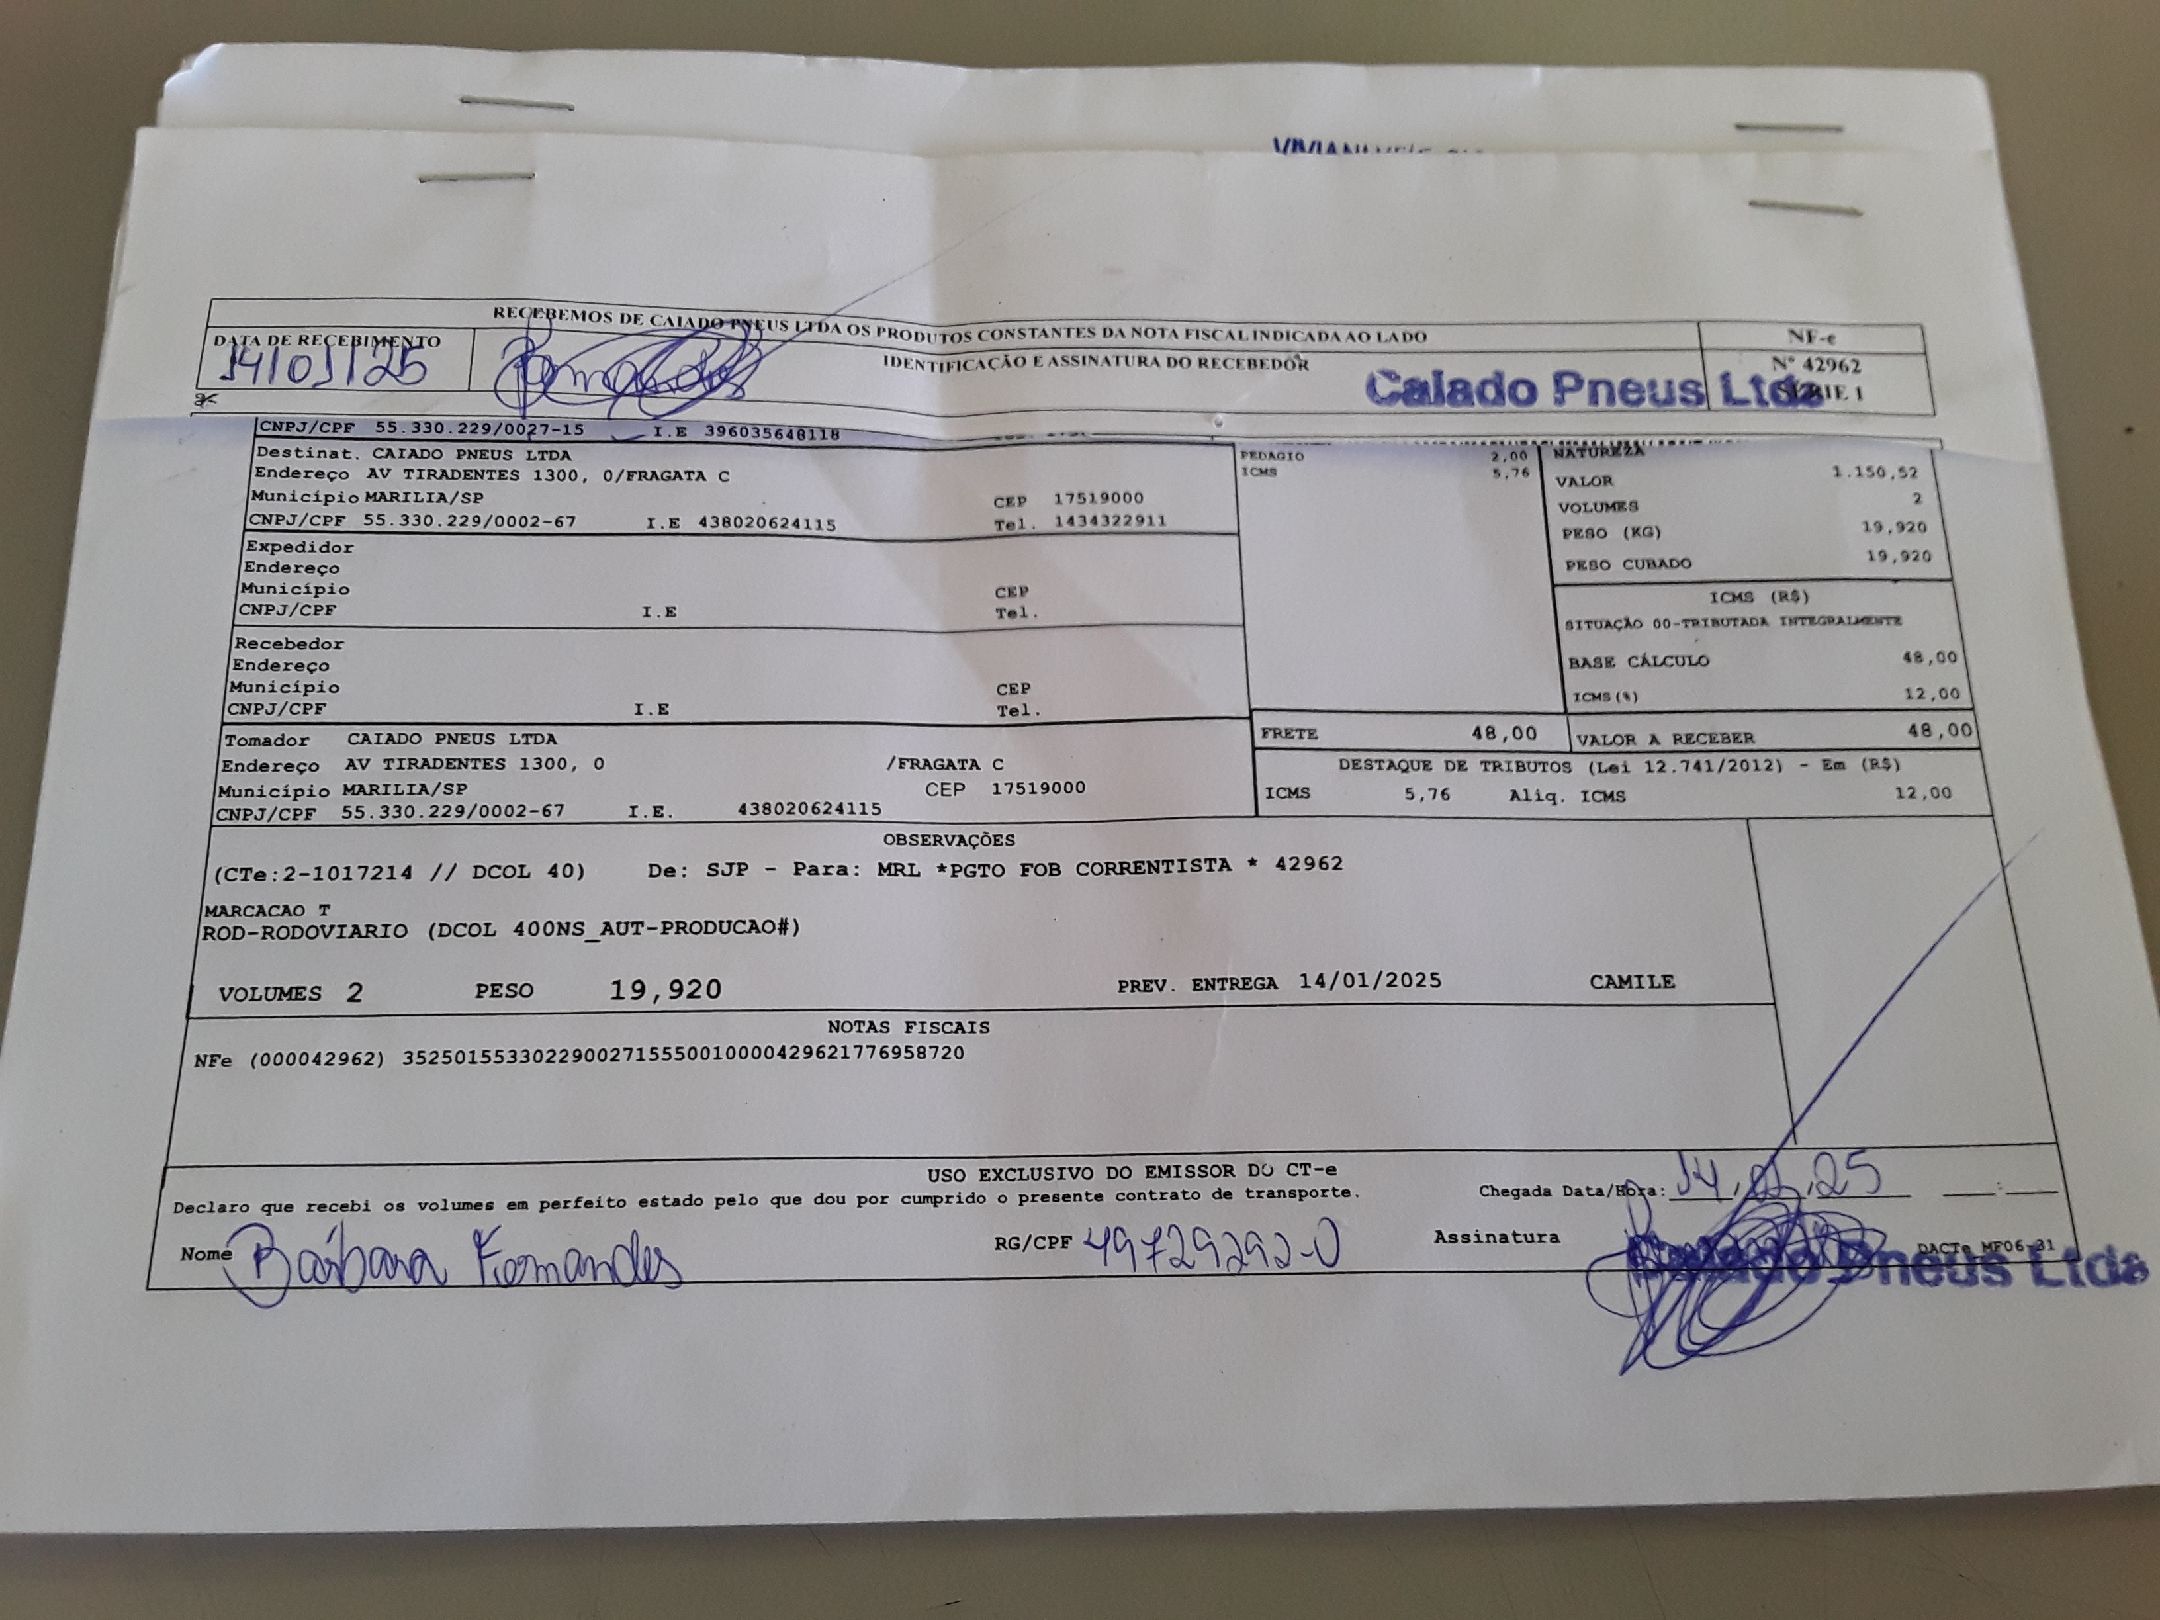 RECEBEMOS DE CAIADO PNEUS LTDA OS PRODUTOS CONSTANTES DA NOTA FISCAL INDICADA AO LADO
NF-e
DATA DE RECEBIMENTO
14/01/25
IDENTIFICAÇÃO E ASSINATURA DO RECEBEDOR
Caiado Pneus Ltda
Nº 42962
SÉRIE 1
CNPJ/CPF 55.330.229/0027-15 I.E 396035648118
Destinat. CAIADO PNEUS LTDA
Endereço AV TIRADENTES 1300, 0/FRAGATA C
Município MARILIA/SP CEP 17519000
CNPJ/CPF 55.330.229/0002-67 I.E 438020624115 Tel. 1434322911
PEDAGIO 2,00
ICMS 5,76
NATUREZA
VALOR 1.150,52
VOLUMES 2
PESO (KG) 19,920
PESO CUBADO 19,920
Expedidor
Endereço
Município CEP
CNPJ/CPF I.E Tel.
ICMS (R$)
SITUAÇÃO 00-TRIBUTADA INTEGRALMENTE
BASE CÁLCULO 48,00
ICMS(%) 12,00
Recebedor
Endereço
Município CEP
CNPJ/CPF I.E Tel.
FRETE 48,00 VALOR A RECEBER 48,00
Tomador CAIADO PNEUS LTDA
Endereço AV TIRADENTES 1300, 0 /FRAGATA C
Município MARILIA/SP CEP 17519000
CNPJ/CPF 55.330.229/0002-67 I.E. 438020624115
DESTAQUE DE TRIBUTOS (Lei 12.741/2012) - Em (R$)
ICMS 5,76 Aliq. ICMS 12,00
OBSERVAÇÕES
(CTe:2-1017214 // DCOL 40) De: SJP - Para: MRL *PGTO FOB CORRENTISTA * 42962
MARCACAO T
ROD-RODOVIARIO (DCOL 400NS_AUT-PRODUCAO#)
VOLUMES 2 PESO 19,920 PREV. ENTREGA 14/01/2025 CAMILE
NOTAS FISCAIS
NFe (000042962) 35250155330229002715550010000429621776958720
USO EXCLUSIVO DO EMISSOR DO CT-e
Declaro que recebi os volumes em perfeito estado pelo que dou por cumprido o presente contrato de transporte.
Chegada Data/Hora: 14.01.25 :
Nome Bárbara Fernandes RG/CPF 49729292-0 Assinatura
DACTe MF06-31
Caiado Pneus Ltda